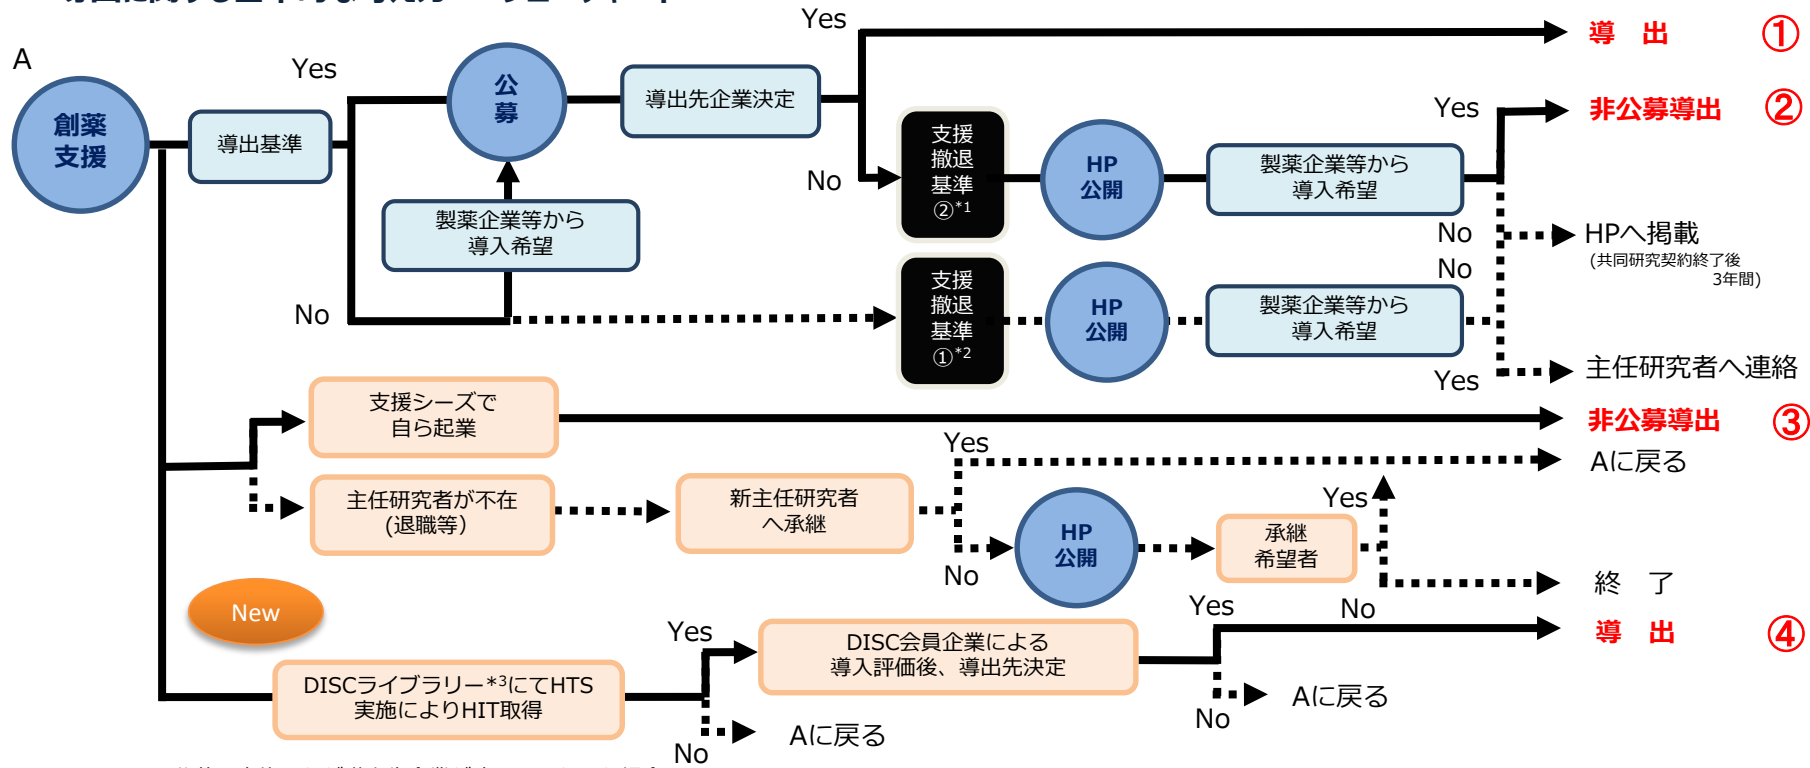 A
創薬
支援
導出基準
Yes
No
公
募
製薬企業等から
導入希望
導出先企業決定
Yes
No
導 出 ①
支援
撤退
基準
②*1
HP
公開
製薬企業等から
導入希望
Yes
非公募導出 ②
No
HPへ掲載
(共同研究契約終了後
3年間)
支援
撤退
基準
①*2
HP
公開
製薬企業等から
導入希望
No
Yes
主任研究者へ連絡
支援シーズで
自ら起業
非公募導出 ③
主任研究者が不在
(退職等)
新主任研究者
へ承継
Yes
Aに戻る
No
HP
公開
承継
希望者
Yes
No
終 了
New
DISCライブラリー*3にてHTS
実施によりHIT取得
Yes
No
Aに戻る
DISC会員企業による
導入評価後、導出先決定
Yes
導 出 ④
No
Aに戻る